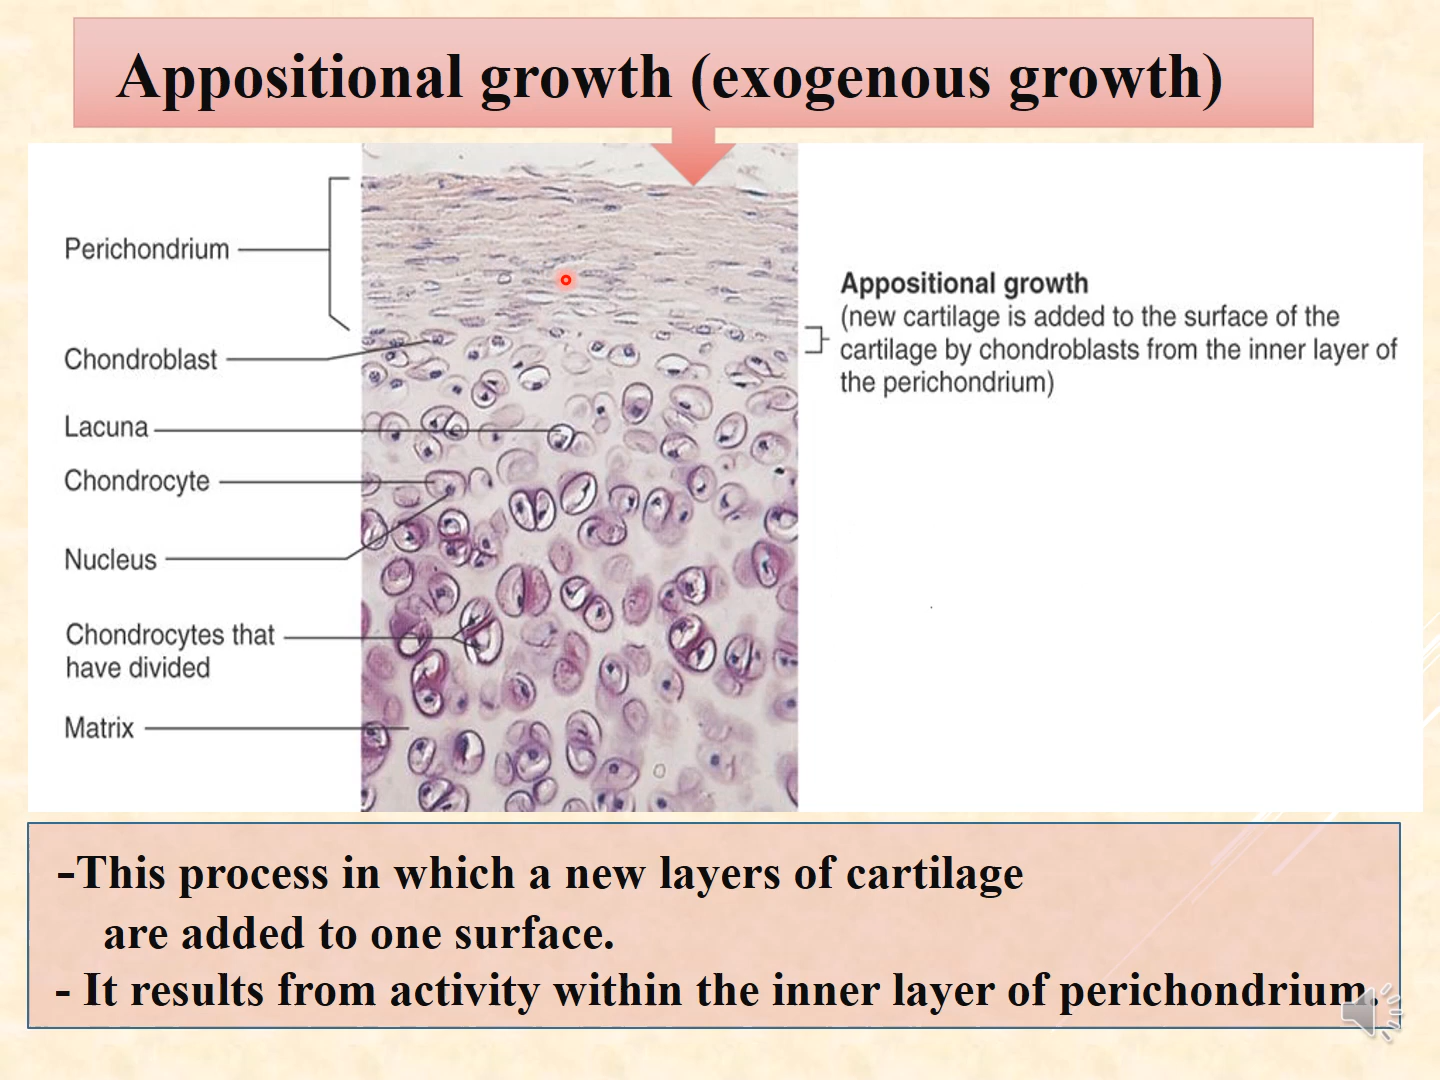 Appositional growth (exogenous growth)
Perichondrium
Chondroblast
Lacuna
Chondrocyte
Nucleus
Chondrocytes that
have divided
Matrix
Appositional growth
(new cartilage is added to the surface of the
cartilage by chondroblasts from the inner layer of
the perichondrium)
-This process in which a new layers of cartilage
are added to one surface.
- It results from activity within the inner layer of perichondrium.